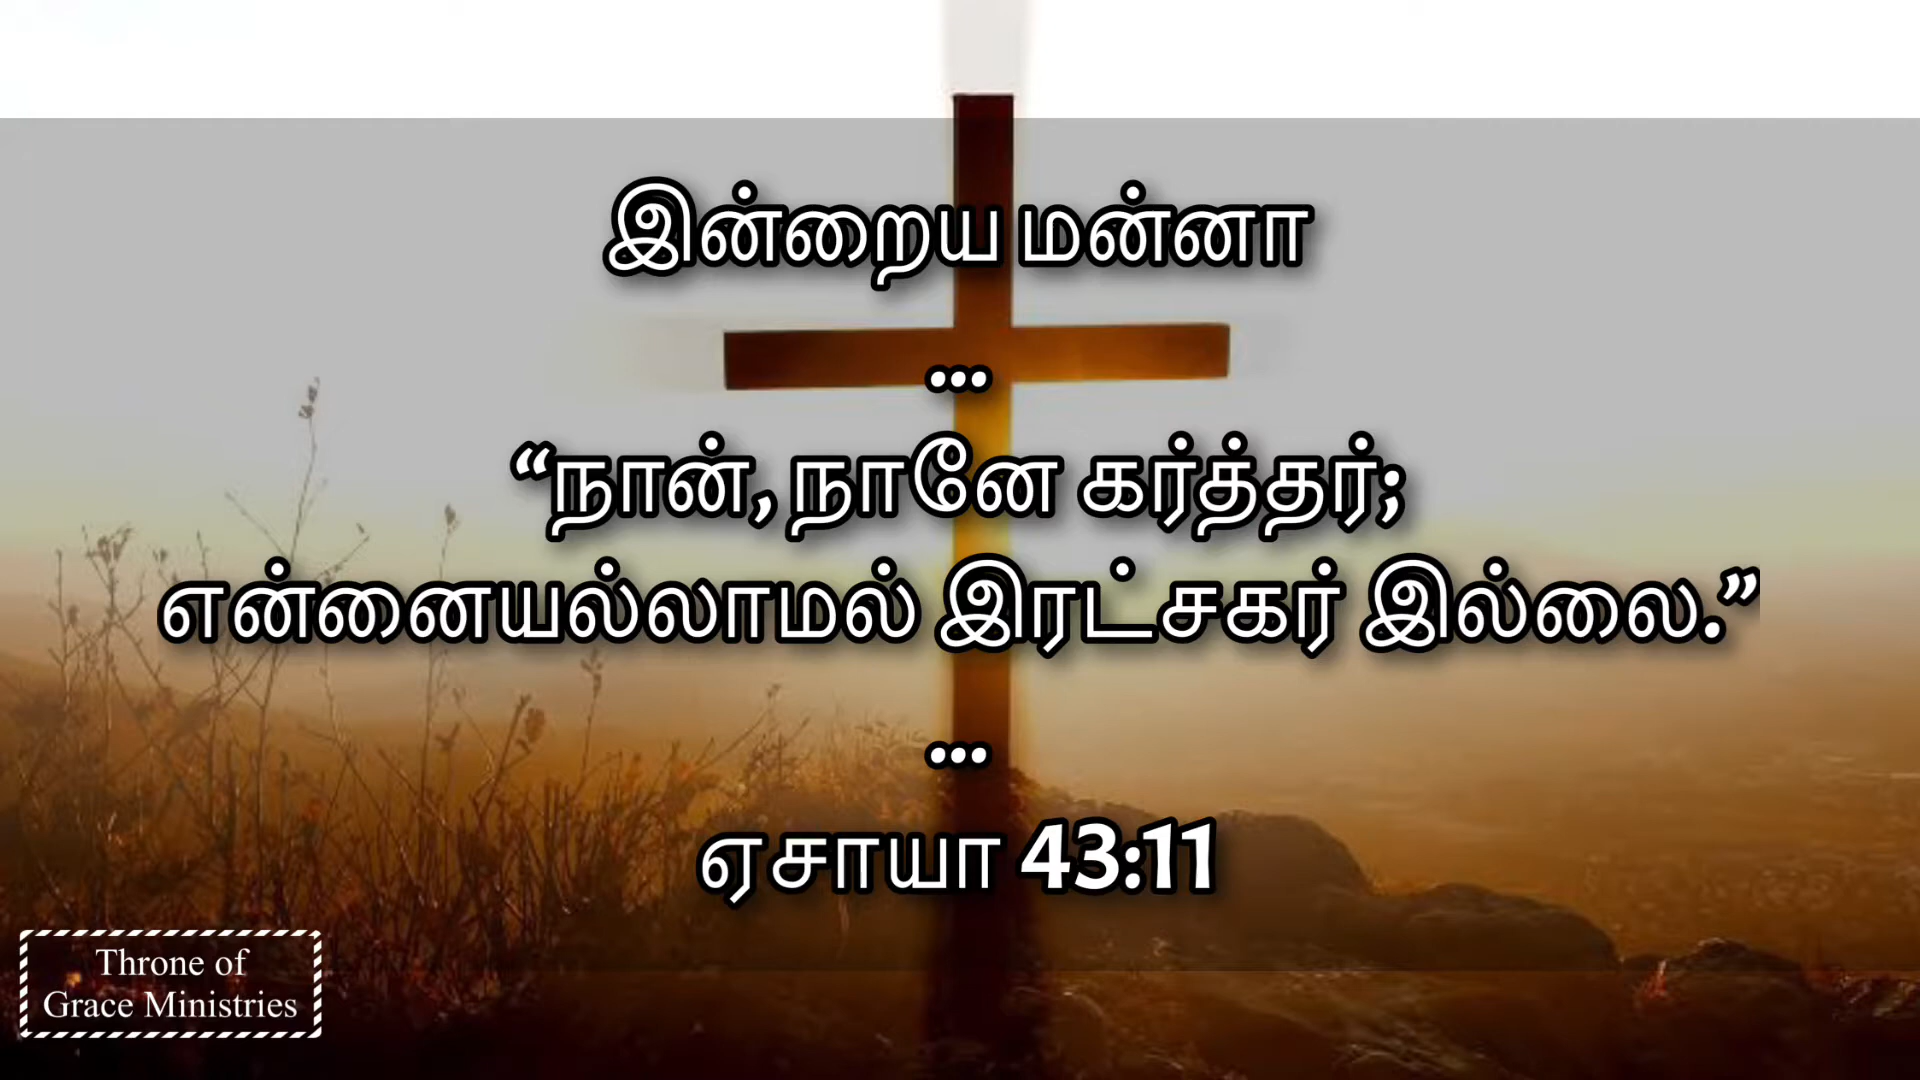 இன்றைய மன்னா
...
“நான், நானே கர்த்தர்;
என்னையல்லாமல் இரட்சகர் இல்லை.”
...
ஏசாயா 43:11
Throne of
Grace Ministries